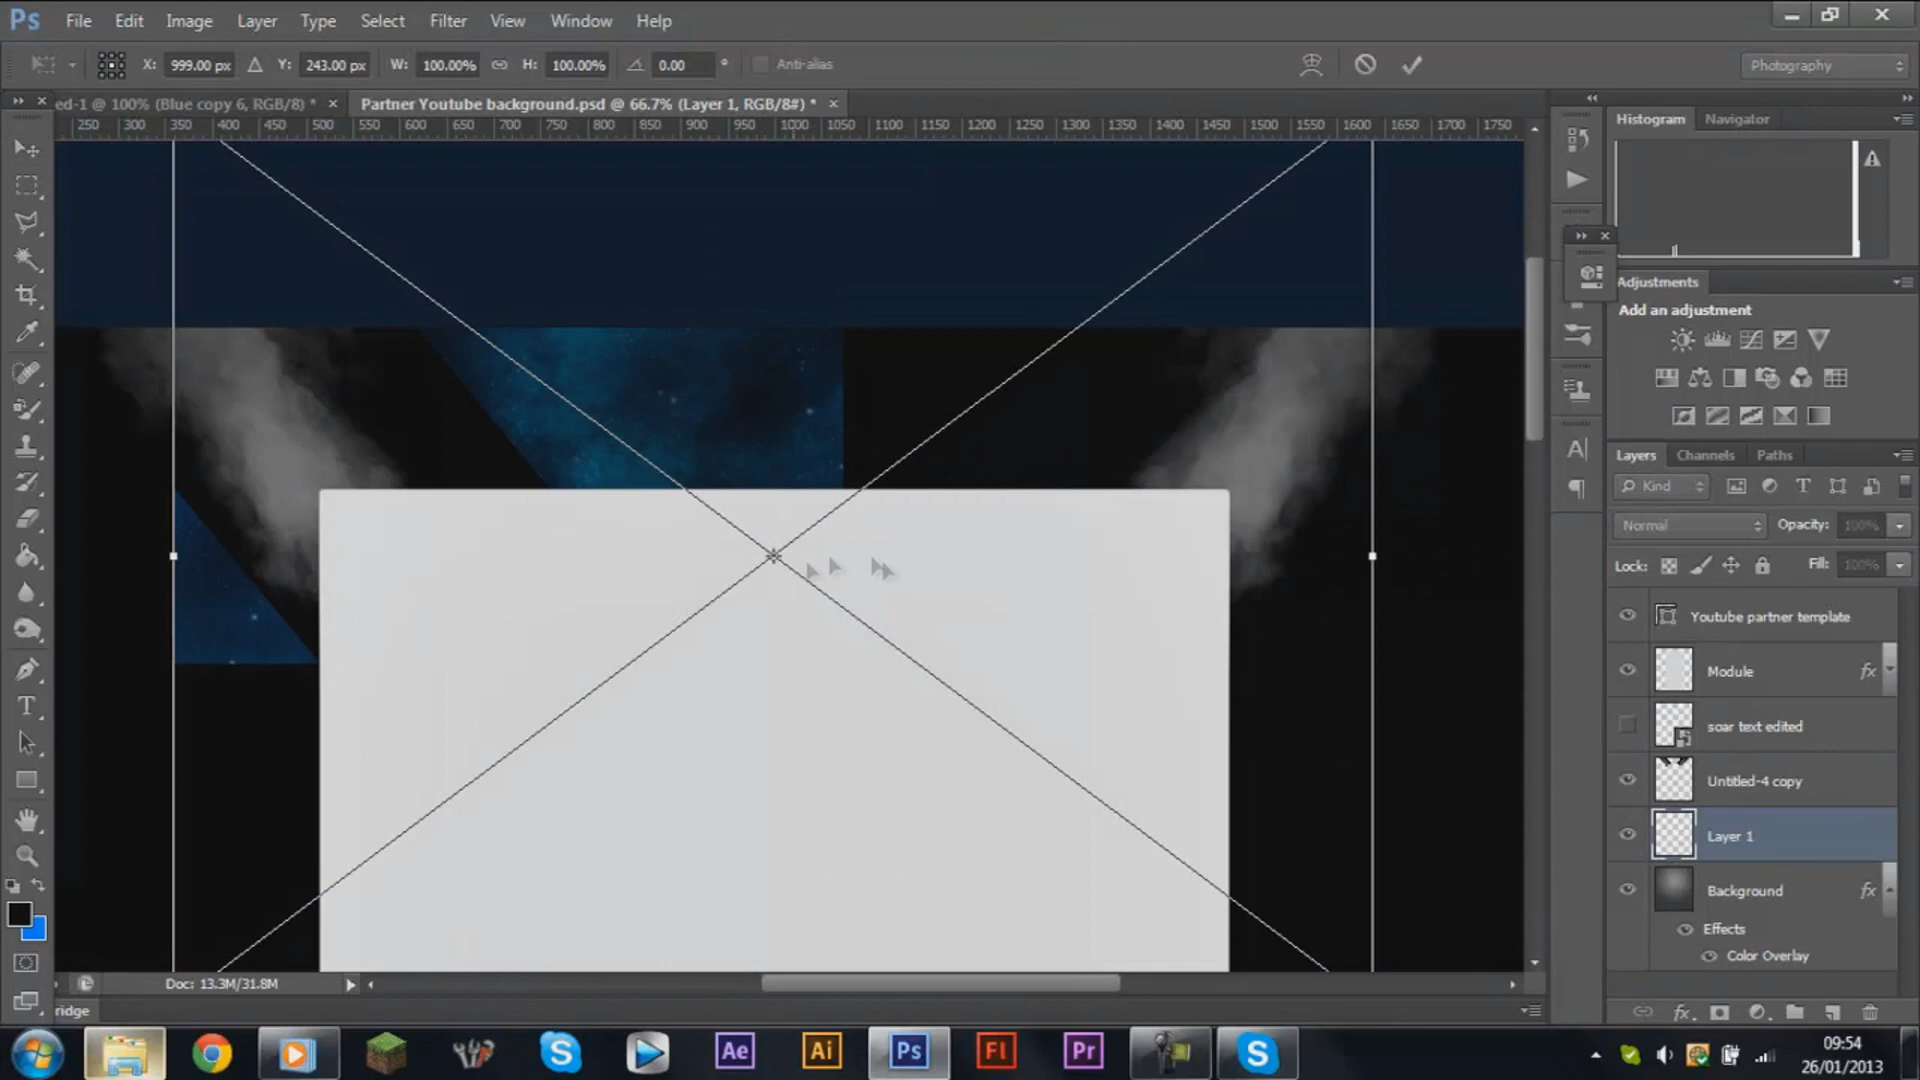 Ps File Edit Image Layer Type Select Filter View Window Help
X: 999.00 px Y: 243.00 px W: 100.00% H: 100.00% 0.00 ° Anti-alias Photography
ed-1 @ 100% (Blue copy 6, RGB/8) * × Partner Youtube background.psd @ 66.7% (Layer 1, RGB/8#) * ×
250 300 350 400 450 500 550 600 650 700 750 800 850 900 950 1000 1050 1100 1150 1200 1250 1300 1350 1400 1450 1500 1550 1600 1650 1700 1750
Histogram Navigator
Adjustments
Add an adjustment
Layers Channels Paths
Kind
Normal Opacity: 100%
Lock: Fill: 100%
Youtube partner template
Module fx
soar text edited
Untitled-4 copy
Layer 1
Background fx
Effects
Color Overlay
Doc: 13.3M/31.8M
ridge
fx
Ae Ai Ps Fl Pr
09:54
26/01/2013